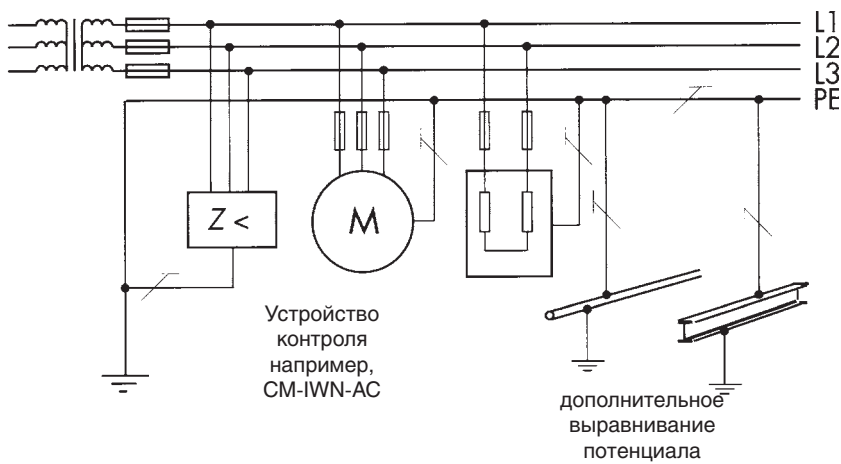 L1
L2
L3
PE
Z <
M
Устройство
контроля
например,
CM-IWN-AC
дополнительное
выравнивание
потенциала